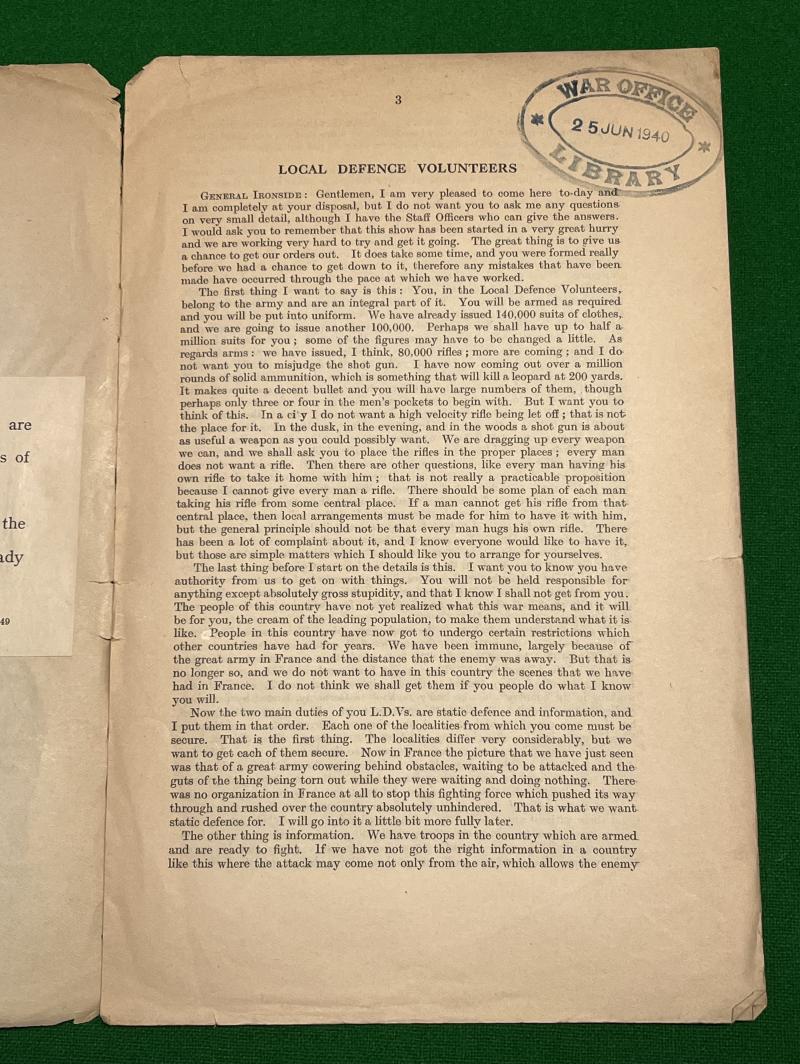 are
s of
the
ady
49
3
WAR OFFICE
25 JUN 1940
LIBRARY
LOCAL DEFENCE VOLUNTEERS
GENERAL IRONSIDE : Gentlemen, I am very pleased to come here to-day and
I am completely at your disposal, but I do not want you to ask me any questions
on very small detail, although I have the Staff Officers who can give the answers.
I would ask you to remember that this show has been started in a very great hurry
and we are working very hard to try and get it going. The great thing is to give us
a chance to get our orders out. It does take some time, and you were formed really
before we had a chance to get down to it, therefore any mistakes that have been
made have occurred through the pace at which we have worked.
The first thing I want to say is this : You, in the Local Defence Volunteers,
belong to the army and are an integral part of it. You will be armed as required
and you will be put into uniform. We have already issued 140,000 suits of clothes,
and we are going to issue another 100,000. Perhaps we shall have up to half a
million suits for you ; some of the figures may have to be changed a little. As
regards arms : we have issued, I think, 80,000 rifles ; more are coming ; and I do
not want you to misjudge the shot gun. I have now coming out over a million
rounds of solid ammunition, which is something that will kill a leopard at 200 yards.
It makes quite a decent bullet and you will have large numbers of them, though
perhaps only three or four in the men's pockets to begin with. But I want you to
think of this. In a ci y I do not want a high velocity rifle being let off ; that is not
the place for it. In the dusk, in the evening, and in the woods a shot gun is about
as useful a weapon as you could possibly want. We are dragging up every weapon
we can, and we shall ask you to place the rifles in the proper places ; every man
does not want a rifle. Then there are other questions, like every man having his
own rifle to take it home with him ; that is not really a practicable proposition
because I cannot give every man a rifle. There should be some plan of each man
taking his rifle from some central place. If a man cannot get his rifle from that
central place, then local arrangements must be made for him to have it with him,
but the general principle should not be that every man hugs his own rifle. There
has been a lot of complaint about it, and I know everyone would like to have it,
but those are simple matters which I should like you to arrange for yourselves.
The last thing before I start on the details is this. I want you to know you have
authority from us to get on with things. You will not be held responsible for
anything except absolutely gross stupidity, and that I know I shall not get from you.
The people of this country have not yet realized what this war means, and it will
be for you, the cream of the leading population, to make them understand what it is
like. People in this country have now got to undergo certain restrictions which
other countries have had for years. We have been immune, largely because of
the great army in France and the distance that the enemy was away. But that is
no longer so, and we do not want to have in this country the scenes that we have
had in France. I do not think we shall get them if you people do what I know
you will.
Now the two main duties of you L.D.Vs. are static defence and information, and
I put them in that order. Each one of the localities from which you come must be
secure. That is the first thing. The localities differ very considerably, but we
want to get each of them secure. Now in France the picture that we have just seen
was that of a great army cowering behind obstacles, waiting to be attacked and the
guts of the thing being torn out while they were waiting and doing nothing. There
was no organization in France at all to stop this fighting force which pushed its way
through and rushed over the country absolutely unhindered. That is what we want
static defence for. I will go into it a little bit more fully later.
The other thing is information. We have troops in the country which are armed
and are ready to fight. If we have not got the right information in a country
like this where the attack may come not only from the air, which allows the enemy